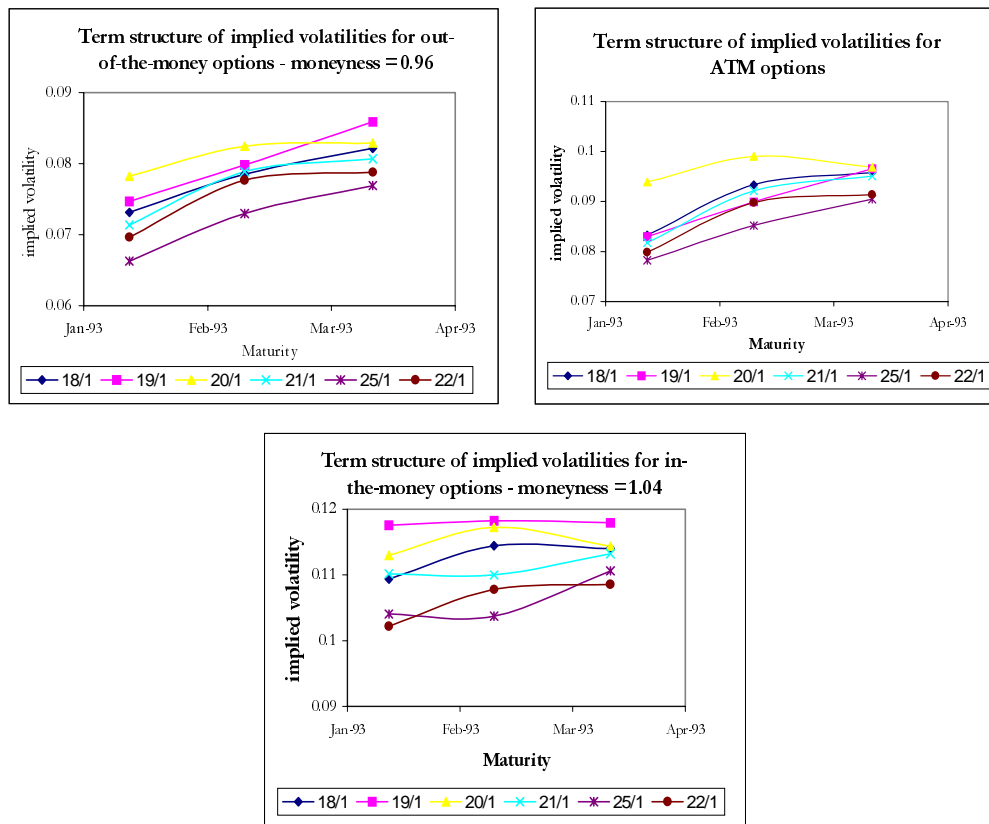 Term structure of implied volatilities for out-
of-the-money options - moneyness = 0.96
implied volatility
0.09
0.08
0.07
0.06
Jan-93 Feb-93 Mar-93 Apr-93
Maturity
18/1 19/1 20/1 21/1 25/1 22/1
Term structure of implied volatilities for
ATM options
implied volatility
0.11
0.1
0.09
0.08
0.07
Jan-93 Feb-93 Mar-93 Apr-93
Maturity
18/1 19/1 20/1 21/1 25/1 22/1
Term structure of implied volatilities for in-
the-money options - moneyness = 1.04
implied volatility
0.12
0.11
0.1
0.09
Jan-93 Feb-93 Mar-93 Apr-93
Maturity
18/1 19/1 20/1 21/1 25/1 22/1